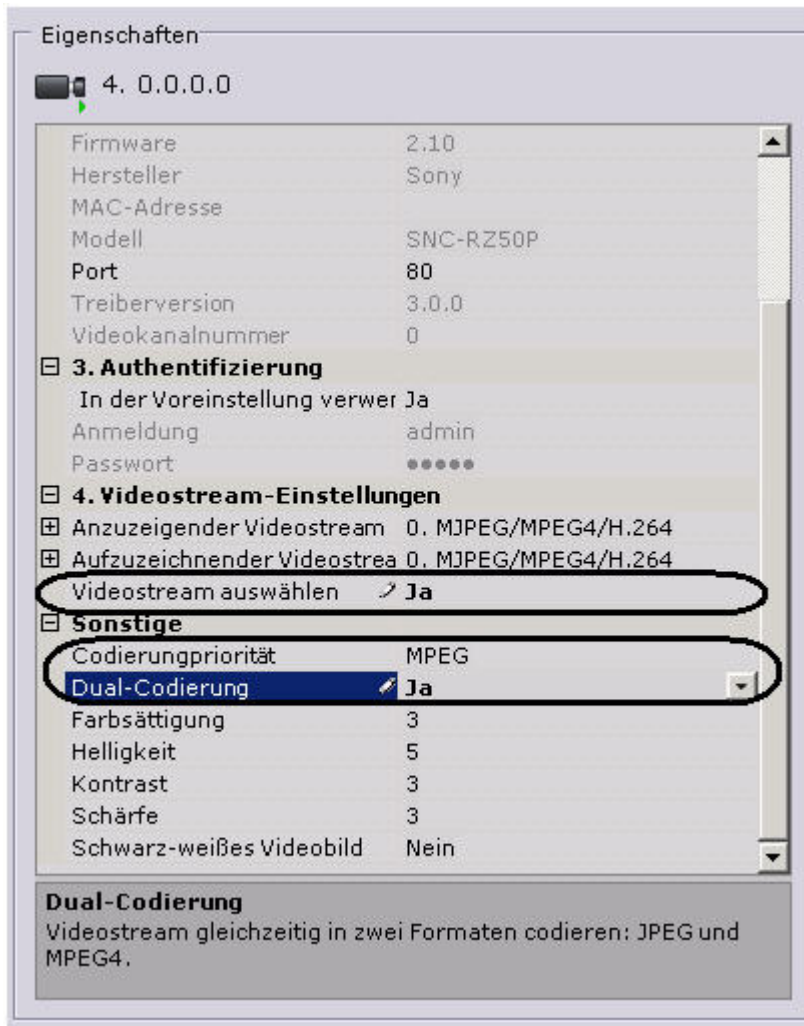 Eigenschaften
4. 0.0.0.0
Firmware 2.10
Hersteller Sony
MAC-Adresse
Modell SNC-RZ50P
Port 80
Treiberversion 3.0.0
Videokanalnummer 0
3. Authentifizierung
In der Voreinstellung verwer Ja
Anmeldung admin
Passwort •••••
4. Videostream-Einstellungen
Anzuzeigender Videostream 0. MJPEG/MPEG4/H.264
Aufzuzeichnender Videostrea 0. MJPEG/MPEG4/H.264
Videostream auswählen Ja
Sonstige
Codierungpriorität MPEG
Dual-Codierung Ja
Farbsättigung 3
Helligkeit 5
Kontrast 3
Schärfe 3
Schwarz-weißes Videobild Nein
Dual-Codierung
Videostream gleichzeitig in zwei Formaten codieren: JPEG und
MPEG4.